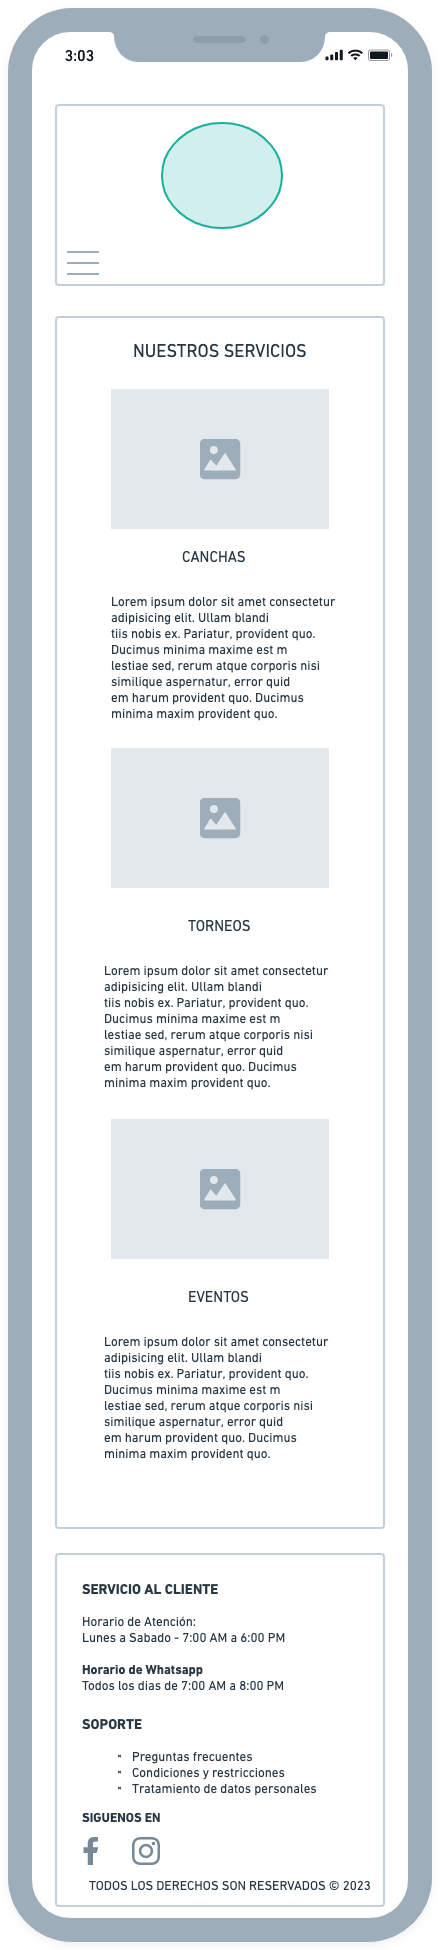 3:03
NUESTROS SERVICIOS
CANCHAS
Lorem ipsum dolor sit amet consectetur
adipisicing elit. Ullam blandi
tiis nobis ex. Pariatur, provident quo.
Ducimus minima maxime est m
lestiae sed, rerum atque corporis nisi
similique aspernatur, error quid
em harum provident quo. Ducimus
minima maxim provident quo.
TORNEOS
Lorem ipsum dolor sit amet consectetur
adipisicing elit. Ullam blandi
tiis nobis ex. Pariatur, provident quo.
Ducimus minima maxime est m
lestiae sed, rerum atque corporis nisi
similique aspernatur, error quid
em harum provident quo. Ducimus
minima maxim provident quo.
EVENTOS
Lorem ipsum dolor sit amet consectetur
adipisicing elit. Ullam blandi
tiis nobis ex. Pariatur, provident quo.
Ducimus minima maxime est m
lestiae sed, rerum atque corporis nisi
similique aspernatur, error quid
em harum provident quo. Ducimus
minima maxim provident quo.
SERVICIO AL CLIENTE
Horario de Atención:
Lunes a Sabado - 7:00 AM a 6:00 PM
Horario de Whatsapp
Todos los dias de 7:00 AM a 8:00 PM
SOPORTE
- Preguntas frecuentes
- Condiciones y restricciones
- Tratamiento de datos personales
SIGUENOS EN
TODOS LOS DERECHOS SON RESERVADOS © 2023